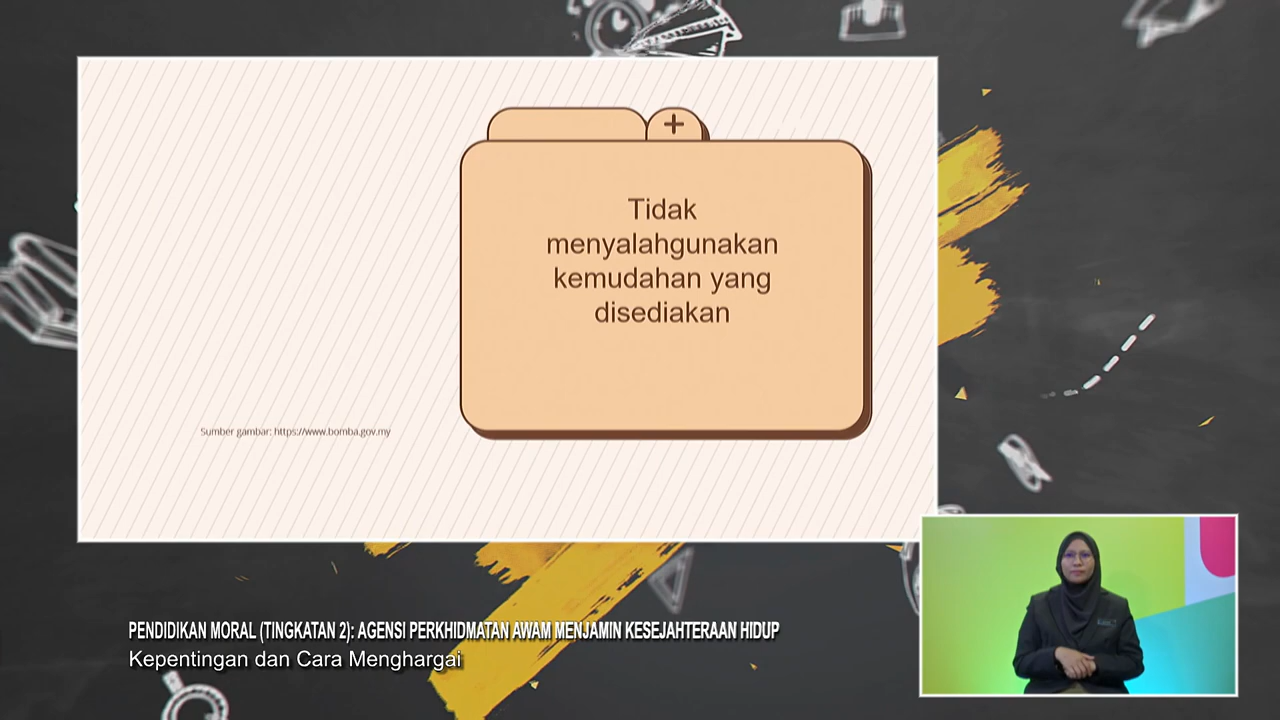 +
Tidak
menyalahgunakan
kemudahan yang
disediakan
Sumber gambar: https://www.bomba.gov.my
PENDIDIKAN MORAL (TINGKATAN 2): AGENSI PERKHIDMATAN AWAM MENJAMIN KESEJAHTERAAN HIDUP
Kepentingan dan Cara Menghargai